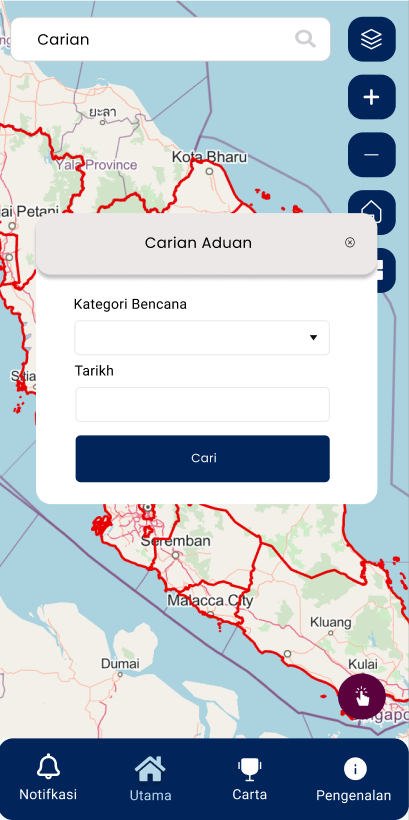 Carian
ยะลา
Yala Province
Kota Bharu
ai Petani
Carian Aduan
Kategori Bencana
Tarikh
Cari
Seremban
Malacca City
Kluang
Dumai
Kulai
Notifkasi
Utama
Carta
Pengenalan